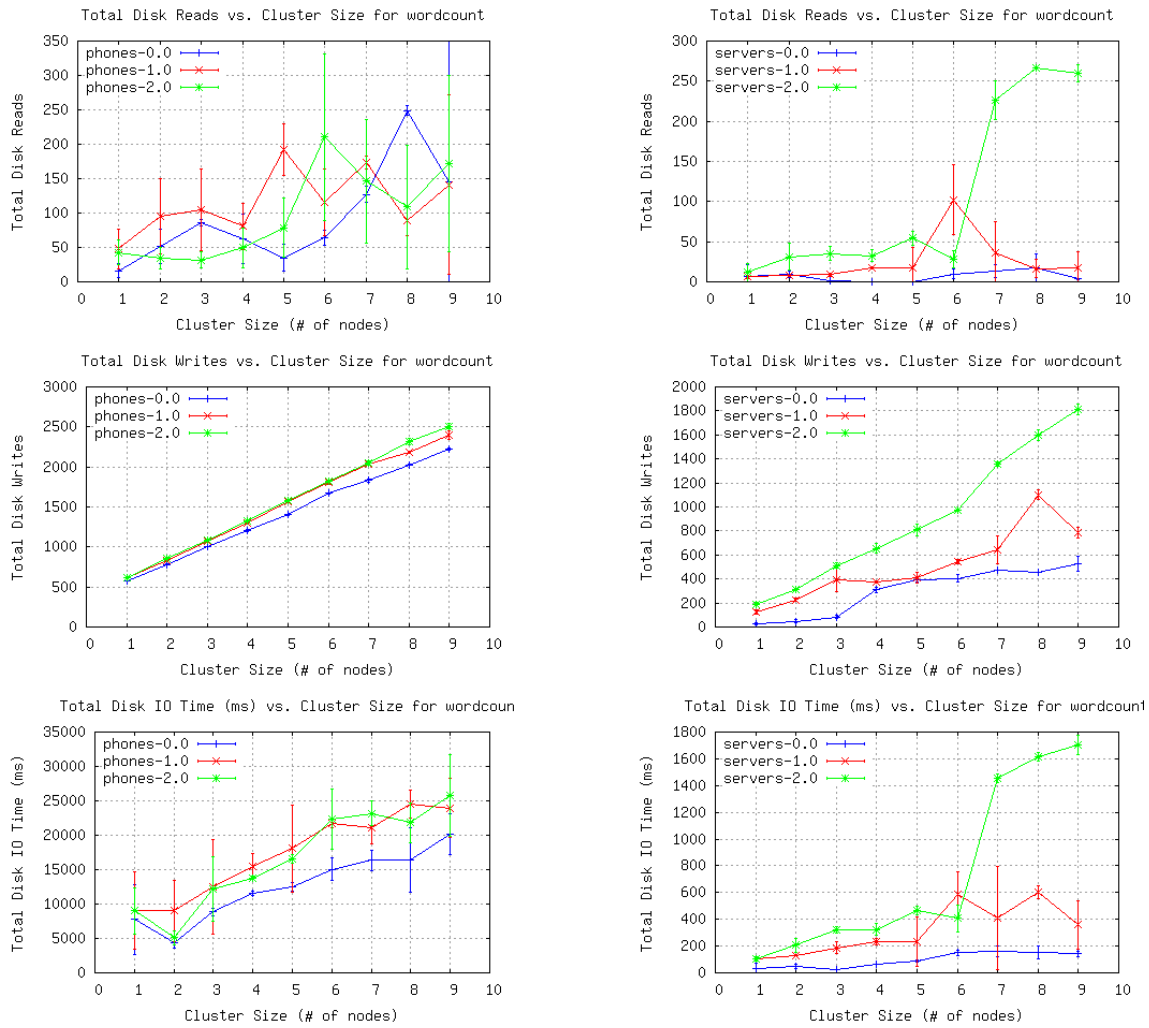 Total Disk Reads vs. Cluster Size for wordcount
350
300
250
200
150
100
50
0
Total Disk Reads
phones-0.0
phones-1.0
phones-2.0
0 1 2 3 4 5 6 7 8 9 10
Cluster Size (# of nodes)
Total Disk Reads vs. Cluster Size for wordcount
300
250
200
150
100
50
0
Total Disk Reads
servers-0.0
servers-1.0
servers-2.0
0 1 2 3 4 5 6 7 8 9 10
Cluster Size (# of nodes)
Total Disk Writes vs. Cluster Size for wordcount
3000
2500
2000
1500
1000
500
0
Total Disk Writes
phones-0.0
phones-1.0
phones-2.0
0 1 2 3 4 5 6 7 8 9 10
Cluster Size (# of nodes)
Total Disk Writes vs. Cluster Size for wordcount
2000
1800
1600
1400
1200
1000
800
600
400
200
0
Total Disk Writes
servers-0.0
servers-1.0
servers-2.0
0 1 2 3 4 5 6 7 8 9 10
Cluster Size (# of nodes)
Total Disk IO Time (ms) vs. Cluster Size for wordcoun
35000
30000
25000
20000
15000
10000
5000
0
Total Disk IO Time (ms)
phones-0.0
phones-1.0
phones-2.0
0 1 2 3 4 5 6 7 8 9 10
Cluster Size (# of nodes)
Total Disk IO Time (ms) vs. Cluster Size for wordcount
1800
1600
1400
1200
1000
800
600
400
200
0
Total Disk IO Time (ms)
servers-0.0
servers-1.0
servers-2.0
0 1 2 3 4 5 6 7 8 9 10
Cluster Size (# of nodes)